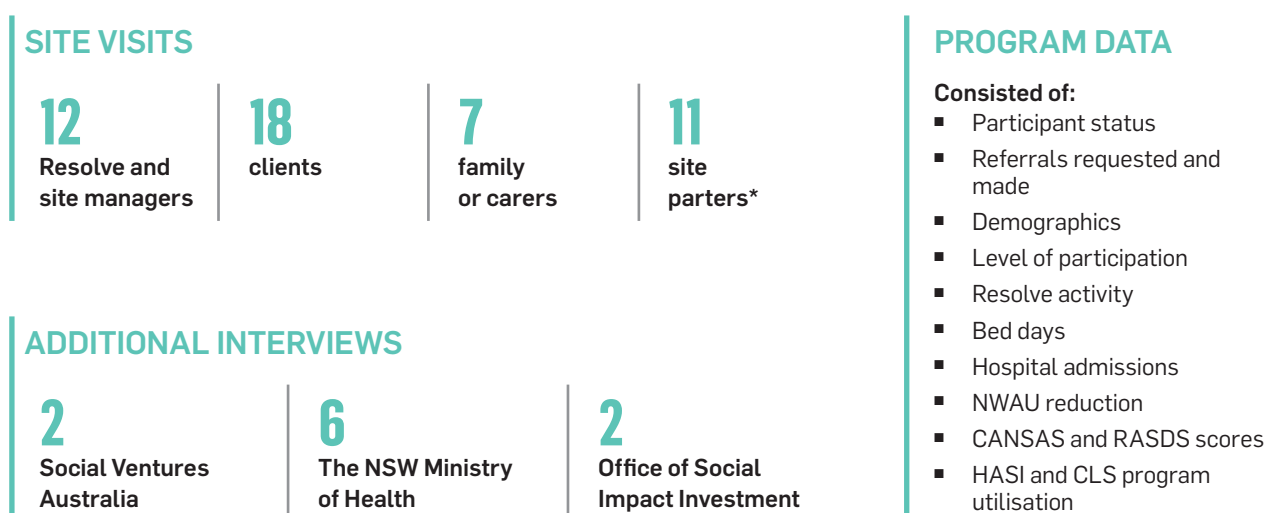 SITE VISITS
12
Resolve and
site managers
18
clients
7
family
or carers
11
site
parters*
ADDITIONAL INTERVIEWS
2
Social Ventures
Australia
6
The NSW Ministry
of Health
2
Office of Social
Impact Investment
PROGRAM DATA
Consisted of:
▪ Participant status
▪ Referrals requested and
made
▪ Demographics
▪ Level of participation
▪ Resolve activity
▪ Bed days
▪ Hospital admissions
▪ NWAU reduction
▪ CANSAS and RASDS scores
▪ HASI and CLS program
utilisation